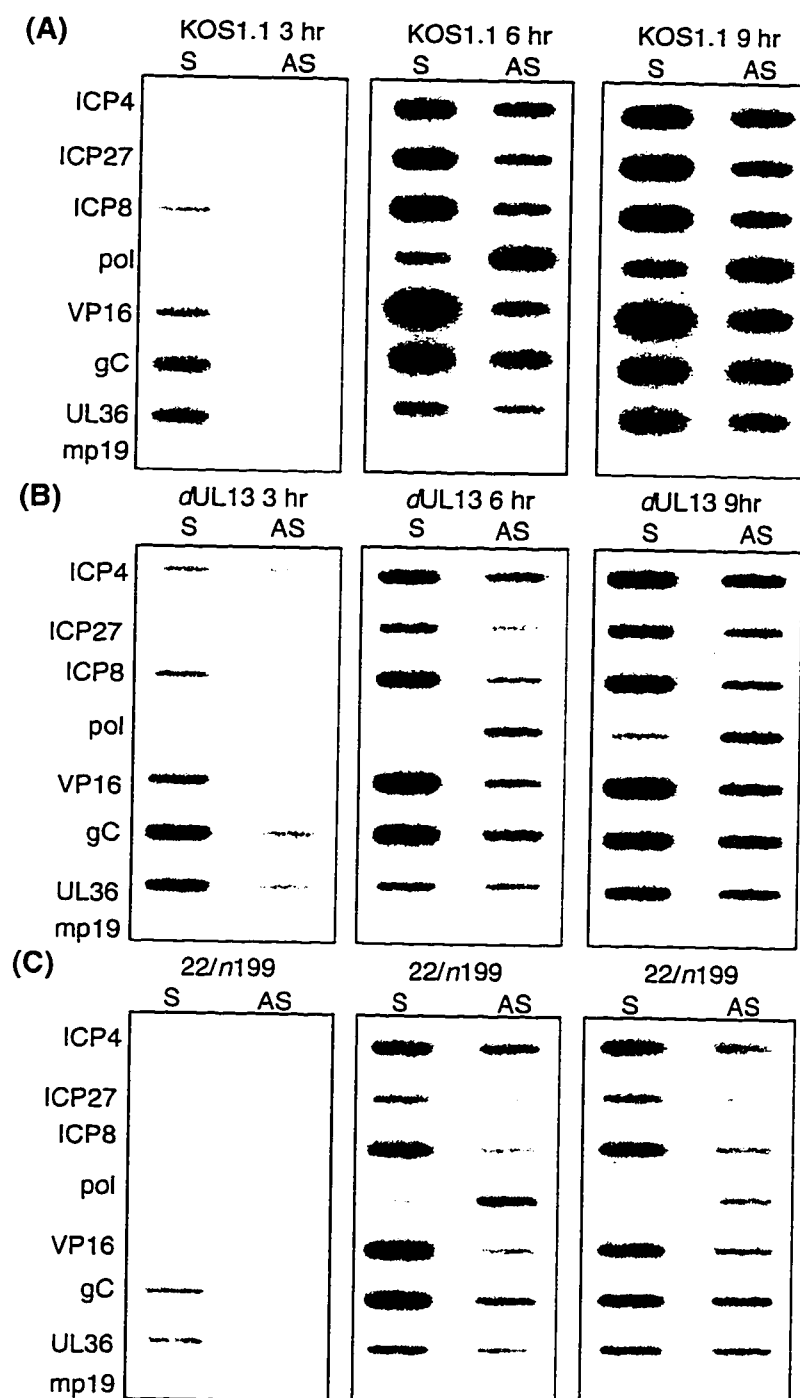 (A)
KOS1.1 3 hr KOS1.1 6 hr KOS1.1 9 hr
S AS S AS S AS
ICP4
ICP27
ICP8
pol
VP16
gC
UL36
mp19
(B)
dUL13 3 hr dUL13 6 hr dUL13 9hr
S AS S AS S AS
ICP4
ICP27
ICP8
pol
VP16
gC
UL36
mp19
(C)
22/n199 22/n199 22/n199
S AS S AS S AS
ICP4
ICP27
ICP8
pol
VP16
gC
UL36
mp19